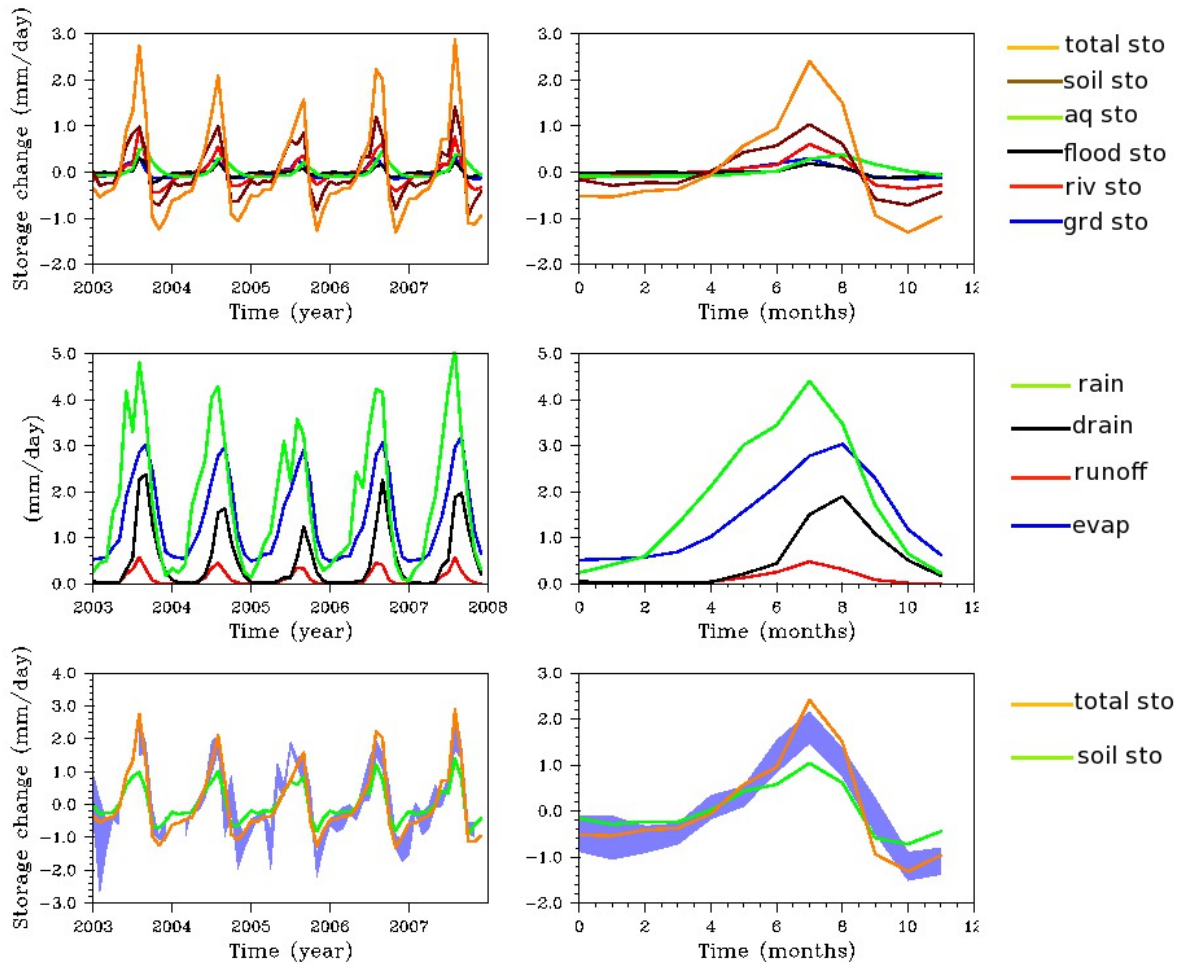 Storage change (mm/day)
3.0
2.0
1.0
0.0
-1.0
-2.0
2003 2004 2005 2006 2007
Time (year)
3.0
2.0
1.0
0.0
-1.0
-2.0
0 2 4 6 8 10 12
Time (months)
total sto
soil sto
aq sto
flood sto
riv sto
grd sto
(mm/day)
5.0
4.0
3.0
2.0
1.0
0.0
2003 2004 2005 2006 2007 2008
Time (year)
5.0
4.0
3.0
2.0
1.0
0.0
0 2 4 6 8 10 12
Time (months)
rain
drain
runoff
evap
Storage change (mm/day)
4.0
3.0
2.0
1.0
0.0
-1.0
-2.0
-3.0
2003 2004 2005 2006 2007
Time (year)
3.0
2.0
1.0
0.0
-1.0
-2.0
0 2 4 6 8 10 12
Time (months)
total sto
soil sto